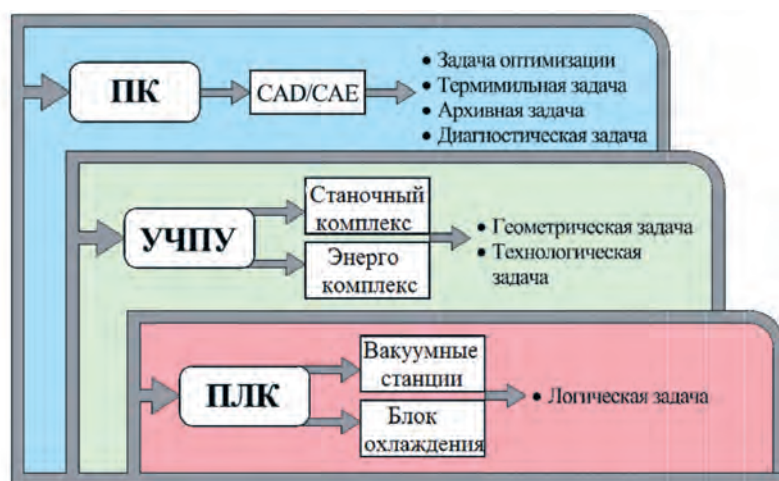 ПК
CAD/CAE
• Задача оптимизации
• Термимильная задача
• Архивная задача
• Диагностическая задача
УЧПУ
Станочный
комплекс
Энерго
комплекс
• Геометрическая задача
• Технологическая
задача
ПЛК
Вакуумные
станции
Блок
охлаждения
• Логическая задача